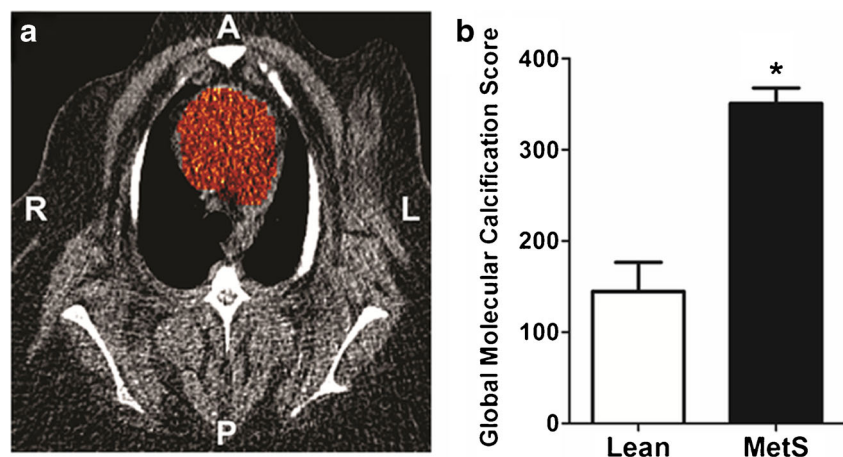 a
A
R
L
P
b
Global Molecular Calcification Score
400
300
200
100
0
*
Lean
MetS